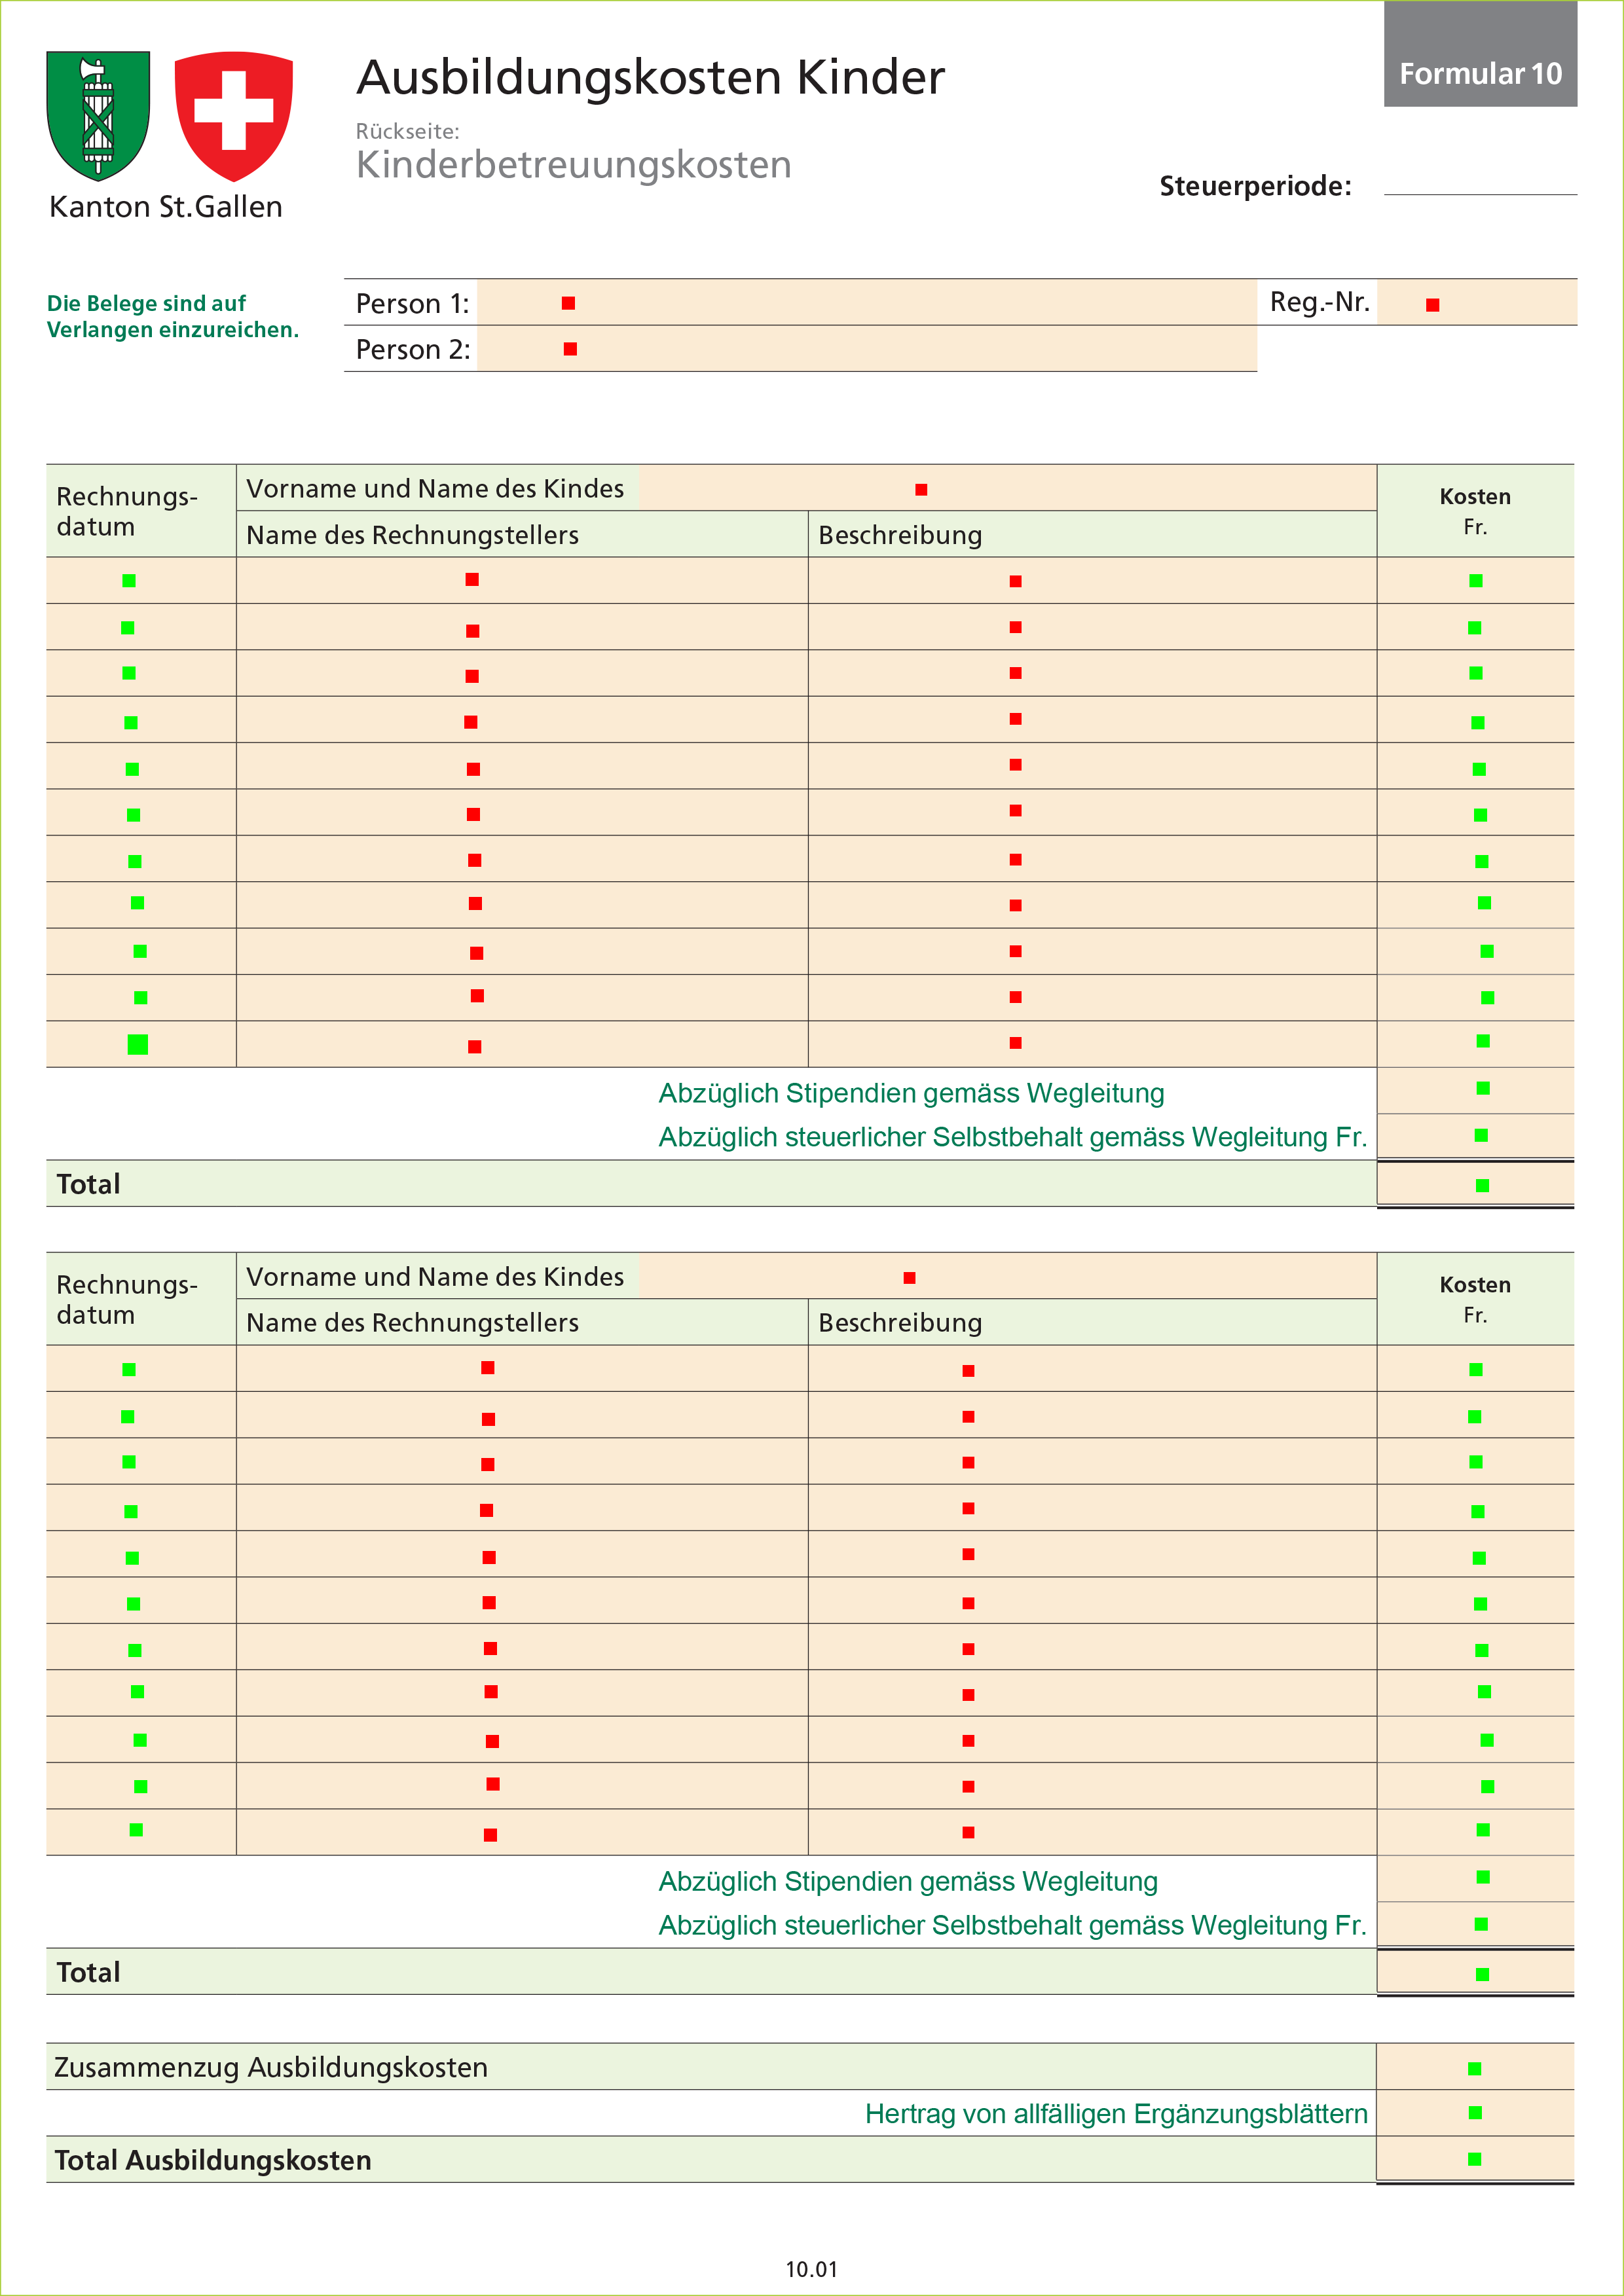 Formular 10
Ausbildungskosten Kinder
Rückseite:
Kinderbetreuungskosten
Steuerperiode:
Kanton St.Gallen
Die Belege sind auf
Verlangen einzureichen.
Person 1:
Reg.-Nr.
Person 2:
Rechnungs-
datum
Vorname und Name des Kindes
Kosten
Fr.
Name des Rechnungstellers
Beschreibung
Abzüglich Stipendien gemäss Wegleitung
Abzüglich steuerlicher Selbstbehalt gemäss Wegleitung Fr.
Total
Rechnungs-
datum
Vorname und Name des Kindes
Kosten
Fr.
Name des Rechnungstellers
Beschreibung
Abzüglich Stipendien gemäss Wegleitung
Abzüglich steuerlicher Selbstbehalt gemäss Wegleitung Fr.
Total
Zusammenzug Ausbildungskosten
Hertrag von allfälligen Ergänzungsblättern
Total Ausbildungskosten
10.01